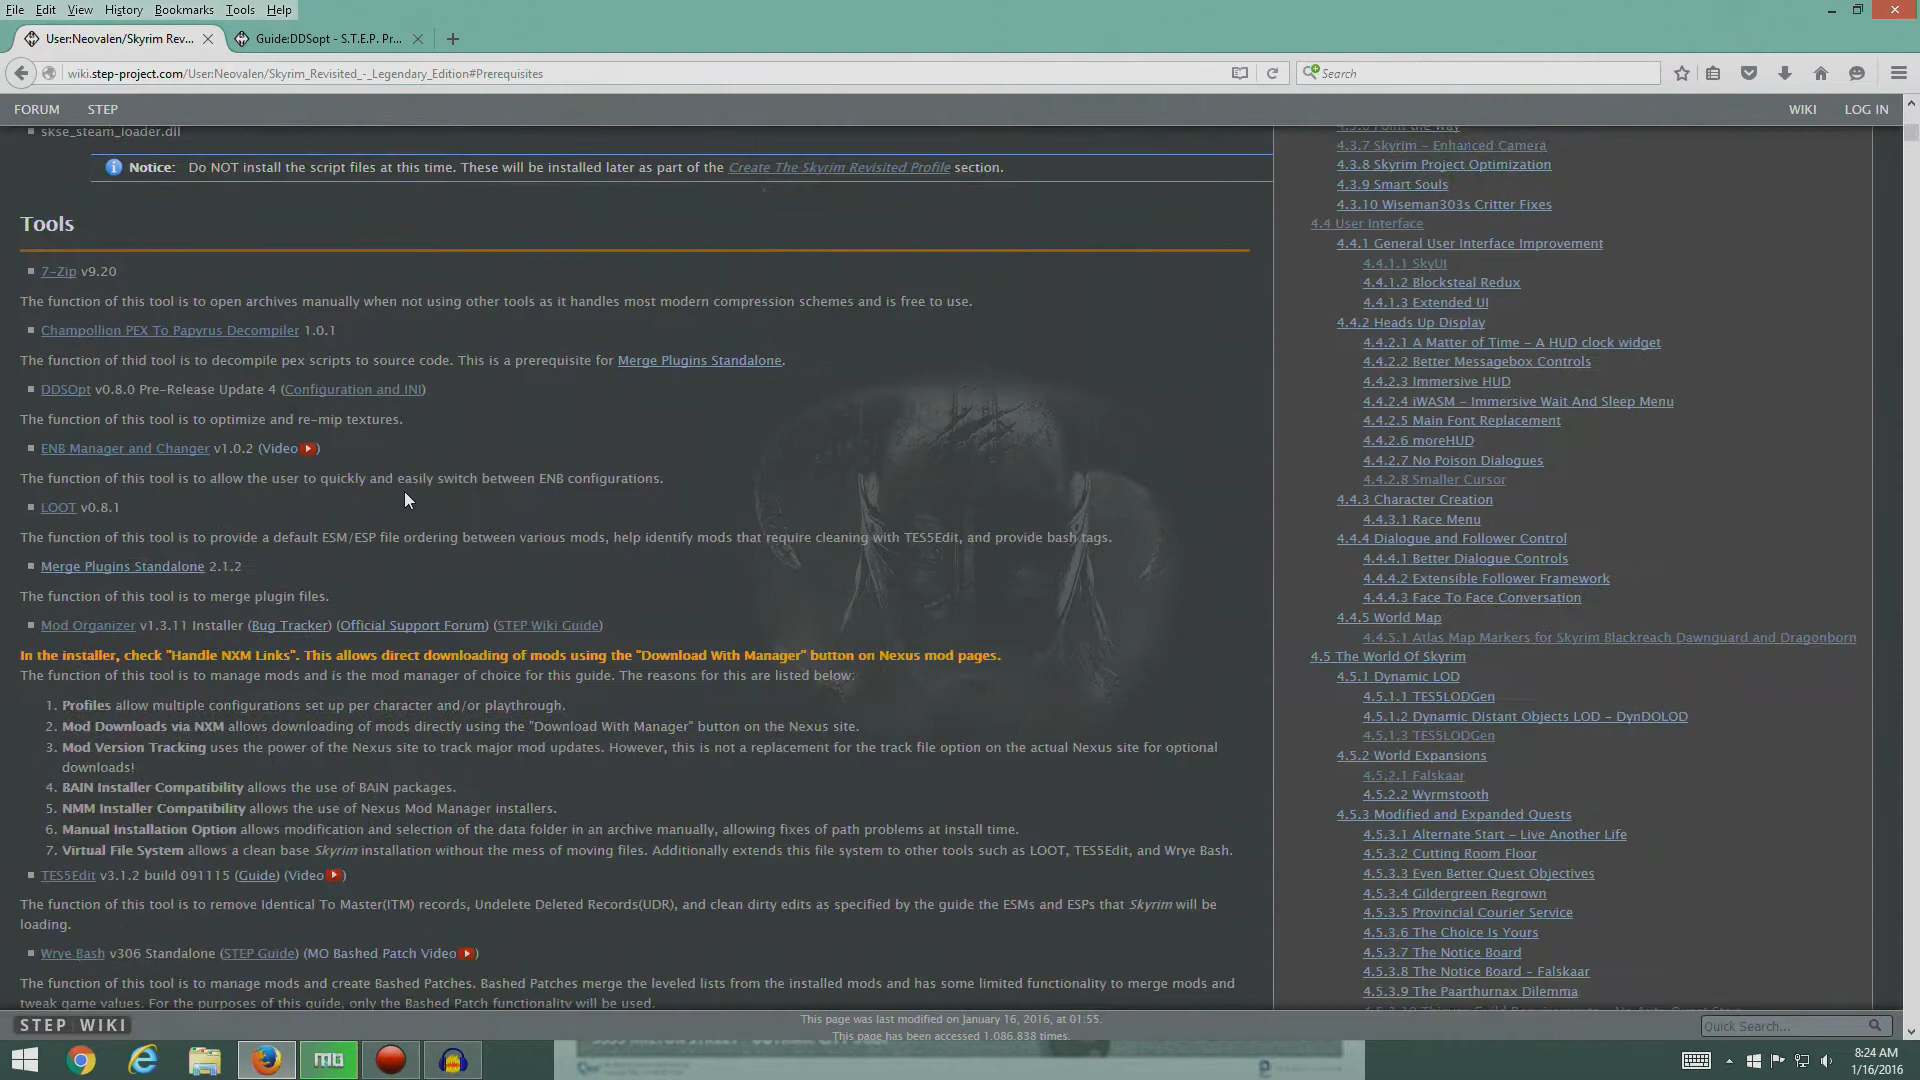 File Edit View History Bookmarks Tools Help
User:Neovalen/Skyrim Rev...
Guide:DDSopt - S.T.E.P. Pr...
wiki.step-project.com/User:Neovalen/Skyrim_Revisited_-_Legendary_Edition#Prerequisites
Search
FORUM STEP
WIKI LOG IN
skse_steam_loader.dll
Notice: Do NOT install the script files at this time. These will be installed later as part of the Create The Skyrim Revisited Profile section.
Tools
7-Zip v9.20
The function of this tool is to open archives manually when not using other tools as it handles most modern compression schemes and is free to use.
Champollion PEX To Papyrus Decompiler 1.0.1
The function of thid tool is to decompile pex scripts to source code. This is a prerequisite for Merge Plugins Standalone.
DDSOpt v0.8.0 Pre-Release Update 4 (Configuration and INI)
The function of this tool is to optimize and re-mip textures.
ENB Manager and Changer v1.0.2 (Video)
The function of this tool is to allow the user to quickly and easily switch between ENB configurations.
LOOT v0.8.1
The function of this tool is to provide a default ESM/ESP file ordering between various mods, help identify mods that require cleaning with TES5Edit, and provide bash tags.
Merge Plugins Standalone 2.1.2
The function of this tool is to merge plugin files.
Mod Organizer v1.3.11 Installer (Bug Tracker) (Official Support Forum) (STEP Wiki Guide)
In the installer, check "Handle NXM Links". This allows direct downloading of mods using the "Download With Manager" button on Nexus mod pages.
The function of this tool is to manage mods and is the mod manager of choice for this guide. The reasons for this are listed below:
1. Profiles allow multiple configurations set up per character and/or playthrough.
2. Mod Downloads via NXM allows downloading of mods directly using the "Download With Manager" button on the Nexus site.
3. Mod Version Tracking uses the power of the Nexus site to track major mod updates. However, this is not a replacement for the track file option on the actual Nexus site for optional
downloads!
4. BAIN Installer Compatibility allows the use of BAIN packages.
5. NMM Installer Compatibility allows the use of Nexus Mod Manager installers.
6. Manual Installation Option allows modification and selection of the data folder in an archive manually, allowing fixes of path problems at install time.
7. Virtual File System allows a clean base Skyrim installation without the mess of moving files. Additionally extends this file system to other tools such as LOOT, TES5Edit, and Wrye Bash.
TES5Edit v3.1.2 build 091115 (Guide) (Video)
The function of this tool is to remove Identical To Master(ITM) records, Undelete Deleted Records(UDR), and clean dirty edits as specified by the guide the ESMs and ESPs that Skyrim will be
loading.
Wrye Bash v306 Standalone (STEP Guide) (MO Bashed Patch Video)
The function of this tool is to manage mods and create Bashed Patches. Bashed Patches merge the leveled lists from the installed mods and has some limited functionality to merge mods and
tweak game values. For the purposes of this guide, only the Bashed Patch functionality will be used.
4.3.6 Point the Way
4.3.7 Skyrim - Enhanced Camera
4.3.8 Skyrim Project Optimization
4.3.9 Smart Souls
4.3.10 Wiseman303s Critter Fixes
4.4 User Interface
4.4.1 General User Interface Improvement
4.4.1.1 SkyUI
4.4.1.2 Blocksteal Redux
4.4.1.3 Extended UI
4.4.2 Heads Up Display
4.4.2.1 A Matter of Time - A HUD clock widget
4.4.2.2 Better Messagebox Controls
4.4.2.3 Immersive HUD
4.4.2.4 iWASM - Immersive Wait And Sleep Menu
4.4.2.5 Main Font Replacement
4.4.2.6 moreHUD
4.4.2.7 No Poison Dialogues
4.4.2.8 Smaller Cursor
4.4.3 Character Creation
4.4.3.1 Race Menu
4.4.4 Dialogue and Follower Control
4.4.4.1 Better Dialogue Controls
4.4.4.2 Extensible Follower Framework
4.4.4.3 Face To Face Conversation
4.4.5 World Map
4.4.5.1 Atlas Map Markers for Skyrim Blackreach Dawnguard and Dragonborn
4.5 The World Of Skyrim
4.5.1 Dynamic LOD
4.5.1.1 TES5LODGen
4.5.1.2 Dynamic Distant Objects LOD - DynDOLOD
4.5.1.3 TES5LODGen
4.5.2 World Expansions
4.5.2.1 Falskaar
4.5.2.2 Wyrmstooth
4.5.3 Modified and Expanded Quests
4.5.3.1 Alternate Start - Live Another Life
4.5.3.2 Cutting Room Floor
4.5.3.3 Even Better Quest Objectives
4.5.3.4 Gildergreen Regrown
4.5.3.5 Provincial Courier Service
4.5.3.6 The Choice Is Yours
4.5.3.7 The Notice Board
4.5.3.8 The Notice Board - Falskaar
4.5.3.9 The Paarthurnax Dilemma
STEP WIKI
This page was last modified on January 16, 2016, at 01:55.
This page has been accessed 1,086,838 times.
Quick Search...
MO
8:24 AM
1/16/2016